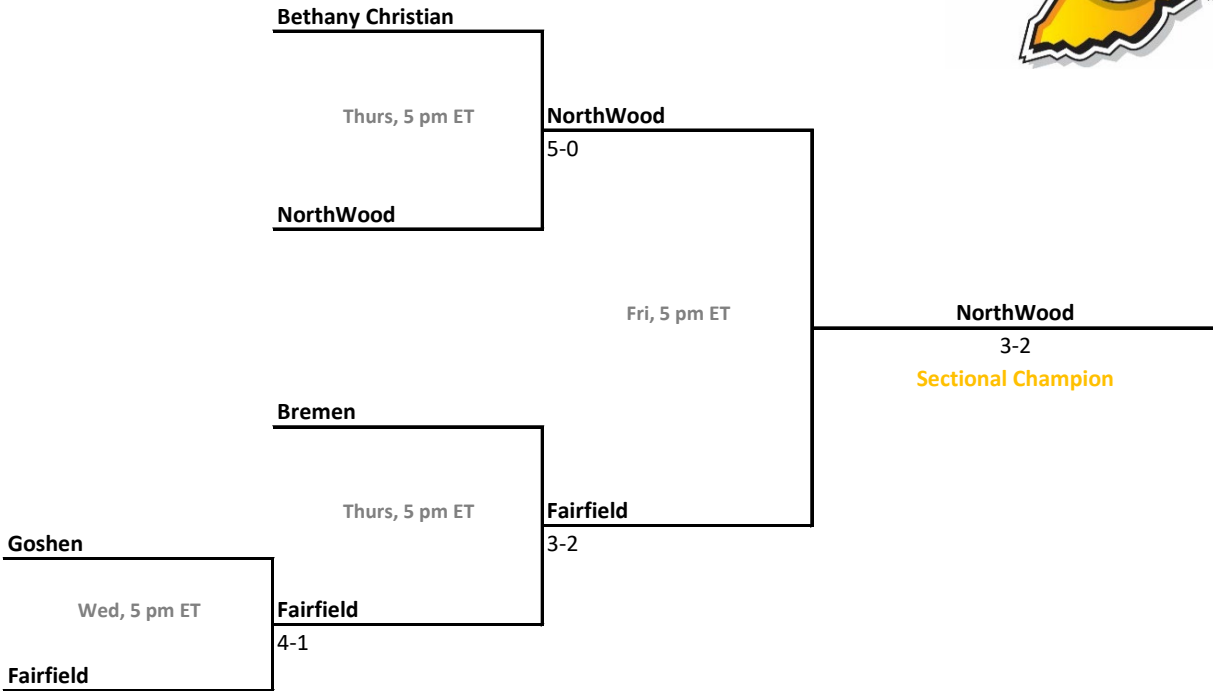 Bethany Christian
Thurs, 5 pm ET
NorthWood
5-0
NorthWood
Fri, 5 pm ET
NorthWood
3-2
Sectional Champion
Bremen
Thurs, 5 pm ET
Fairfield
3-2
Goshen
Wed, 5 pm ET
Fairfield
4-1
Fairfield